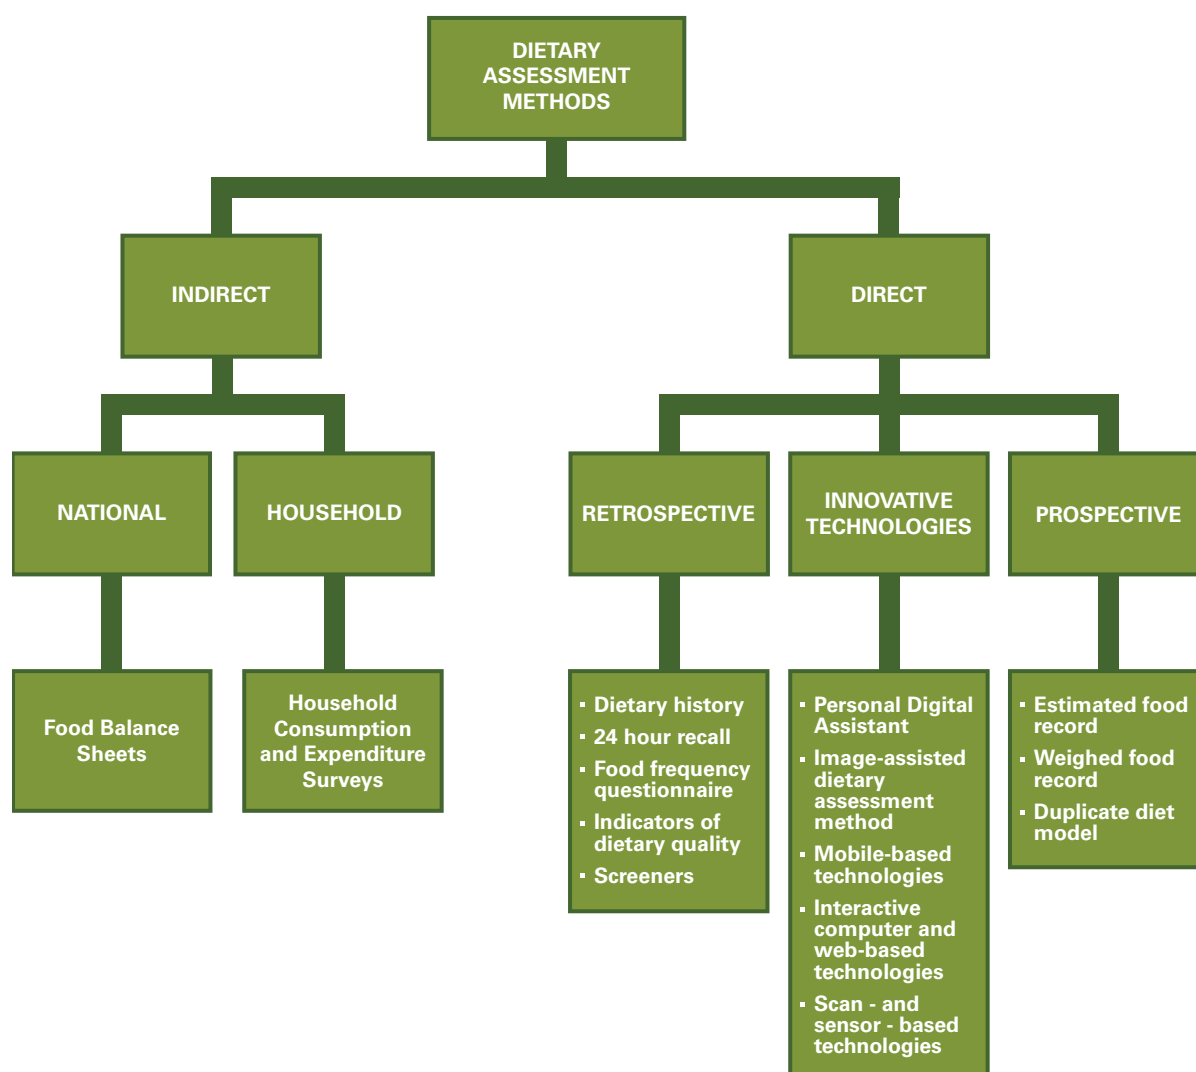 DIETARY
ASSESSMENT
METHODS
INDIRECT
DIRECT
NATIONAL
HOUSEHOLD
RETROSPECTIVE
INNOVATIVE
TECHNOLOGIES
PROSPECTIVE
Food Balance
Sheets
Household
Consumption
and Expenditure
Surveys
▪ Dietary history
▪ 24 hour recall
▪ Food frequency
questionnaire
▪ Indicators of
dietary quality
▪ Screeners
▪ Personal Digital
Assistant
▪ Image-assisted
dietary
assessment
method
▪ Mobile-based
technologies
▪ Interactive
computer and
web-based
technologies
▪ Scan - and
sensor - based
technologies
▪ Estimated food
record
▪ Weighed food
record
▪ Duplicate diet
model